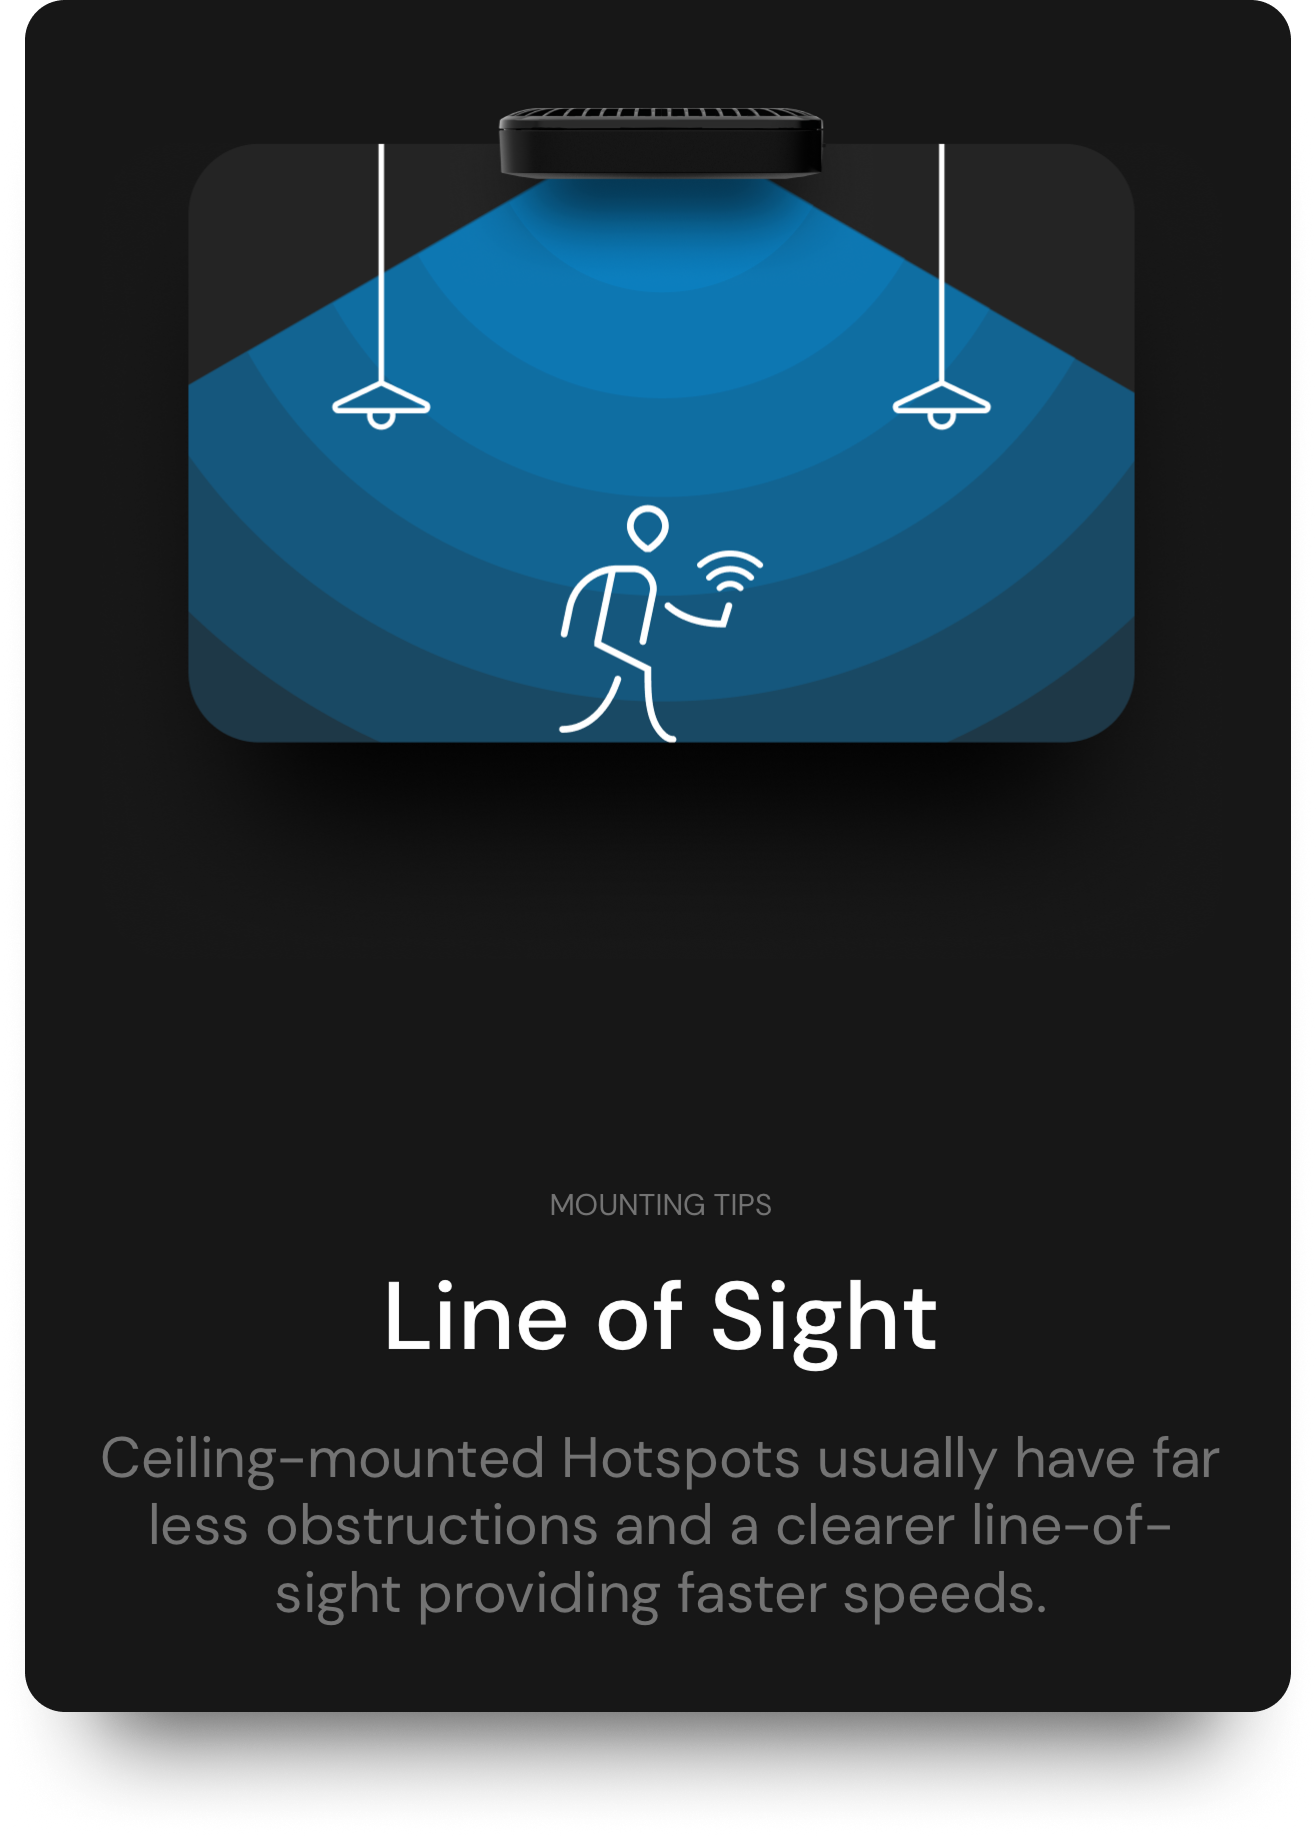 MOUNTING TIPS
Line of Sight
Ceiling-mounted Hotspots usually have far
less obstructions and a clearer line-of-
sight providing faster speeds.